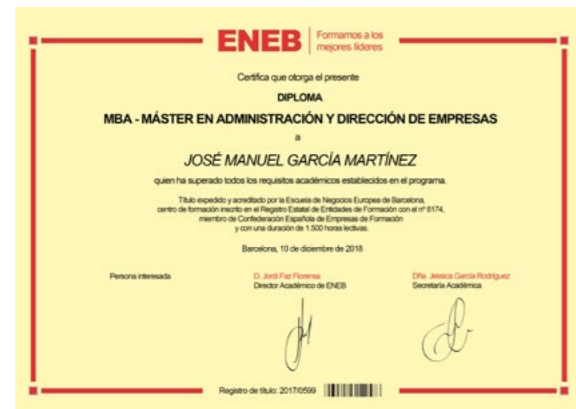 ENEB
Formamos a los
mejores líderes
Certifica que otorga el presente
DIPLOMA
MBA - MÁSTER EN ADMINISTRACIÓN Y DIRECCIÓN DE EMPRESAS
a
JOSÉ MANUEL GARCÍA MARTÍNEZ
quien ha superado todos los requisitos académicos establecidos en el programa.
Título expedido y acreditado por la Escuela de Negocios Europea de Barcelona,
centro de formación inscrito en el Registro Estatal de Entidades de Formación con el nº 8174,
miembro de Confederación Española de Empresas de Formación
y con una duración de 1.500 horas lectivas.
Barcelona, 10 de diciembre de 2018
Persona interesada
D. Jordi Faz Florensa
Director Académico de ENEB
Dña. Jessica García Rodríguez
Secretaría Académica
Registro de título: 2017/0599